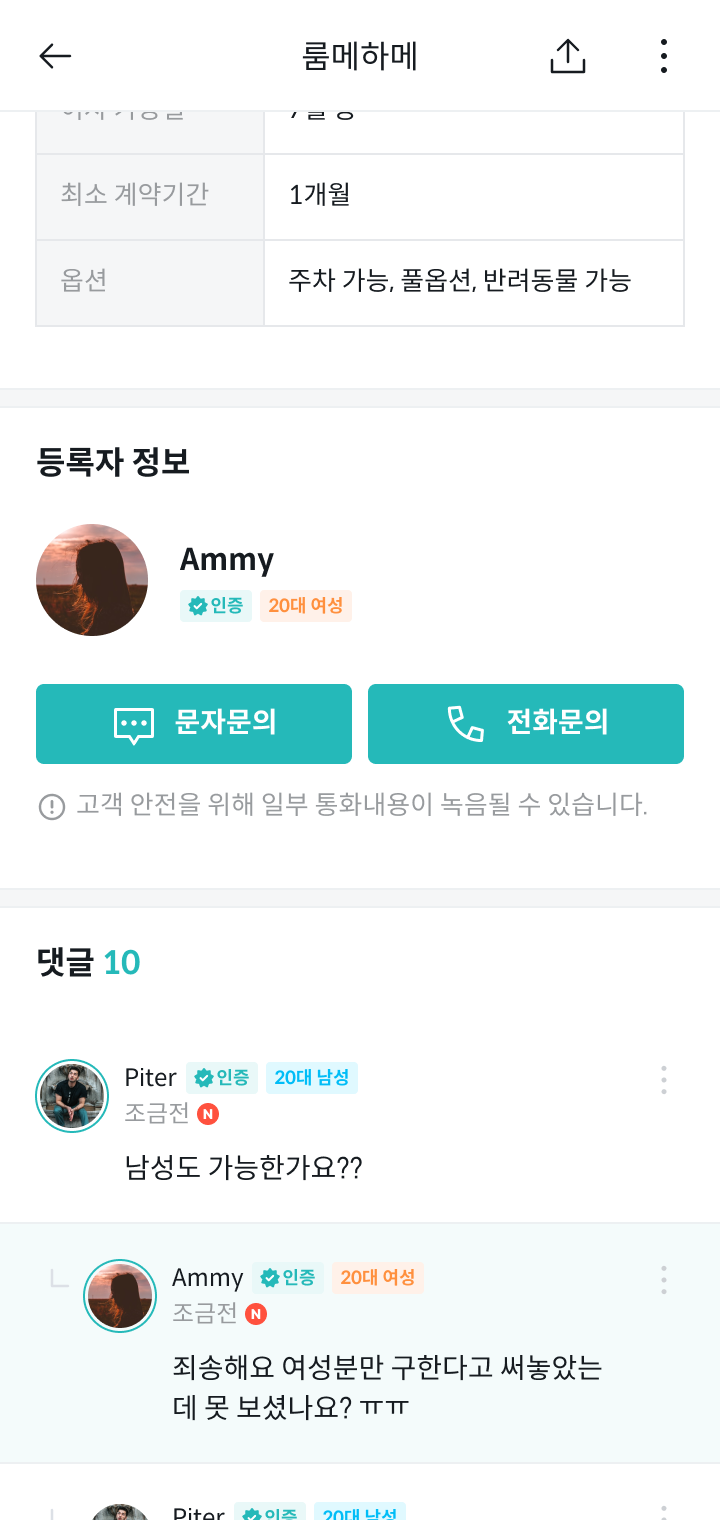 룸메하메
최소 계약기간
1개월
옵션
주차 가능, 풀옵션, 반려동물 가능
등록자 정보
Ammy
인증 20대 여성
문자문의
전화문의
고객 안전을 위해 일부 통화내용이 녹음될 수 있습니다.
댓글 10
Piter 인증 20대 남성
조금전 N
남성도 가능한가요??
Ammy 인증 20대 여성
조금전 N
죄송해요 여성분만 구한다고 써놓았는
데 못 보셨나요? ㅠㅠ
Piter 인증 20대 남성